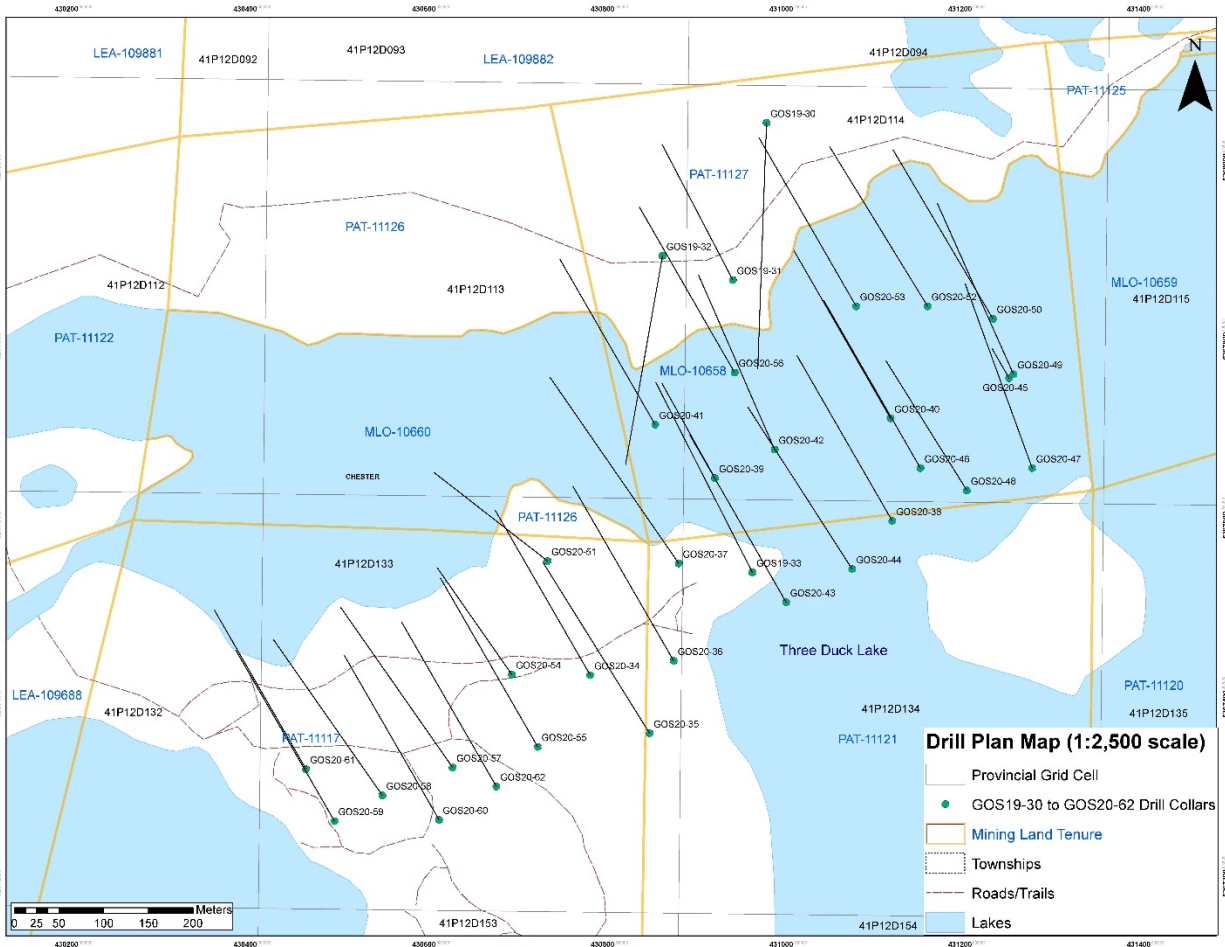 430200
430400
430600
430800
431000
431200
431400
LEA-109881
41P12D092
41P12D093
LEA-109882
41P12D094
N
PAT-11125
GOS19-30
41P12D114
PAT-11127
PAT-11126
GOS19-32
GOS19-31
41P12D112
41P12D113
MLO-10659
41P12D115
GOS20-53
GOS20-52
GOS20-50
PAT-11122
GOS20-56
MLO-10658
GOS20-49
GOS20-45
GOS20-41
GOS20-40
MLO-10660
GOS20-42
GOS20-39
GOS20-46
GOS20-47
CHESTER
GOS20-48
PAT-11126
GOS20-38
GOS20-51
41P12D133
GOS20-37
GOS19-33
GOS20-44
GOS20-43
Three Duck Lake
GOS20-54
GOS20-34
GOS20-36
LEA-109688
41P12D132
PAT-11120
41P12D134
41P12D135
PAT-11117
GOS20-55
GOS20-35
PAT-11121
GOS20-61
GOS20-57
GOS20-58
GOS20-62
GOS20-59
GOS20-60
Drill Plan Map (1:2,500 scale)
Provincial Grid Cell
GOS19-30 to GOS20-62 Drill Collars
Mining Land Tenure
Townships
Roads/Trails
Lakes
Meters
0 25 50 100 150 200
41P12D153
41P12D154
430200
430400
430600
430800
431000
431200
431400